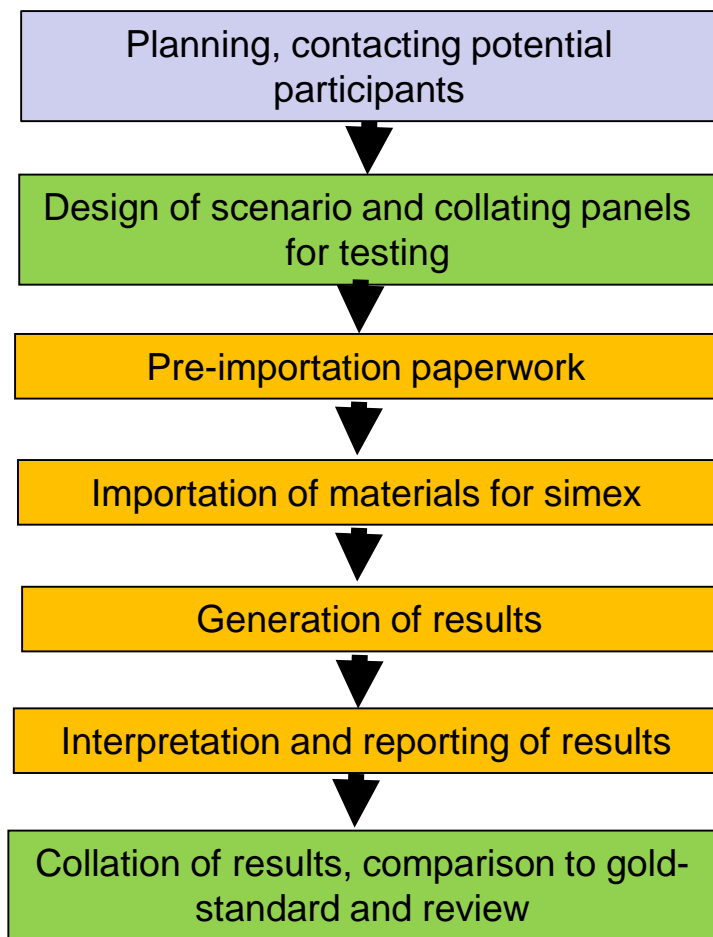 Planning, contacting potential
participants
Design of scenario and collating panels
for testing
Pre-importation paperwork
Importation of materials for simex
Generation of results
Interpretation and reporting of results
Collation of results, comparison to gold-
standard and review